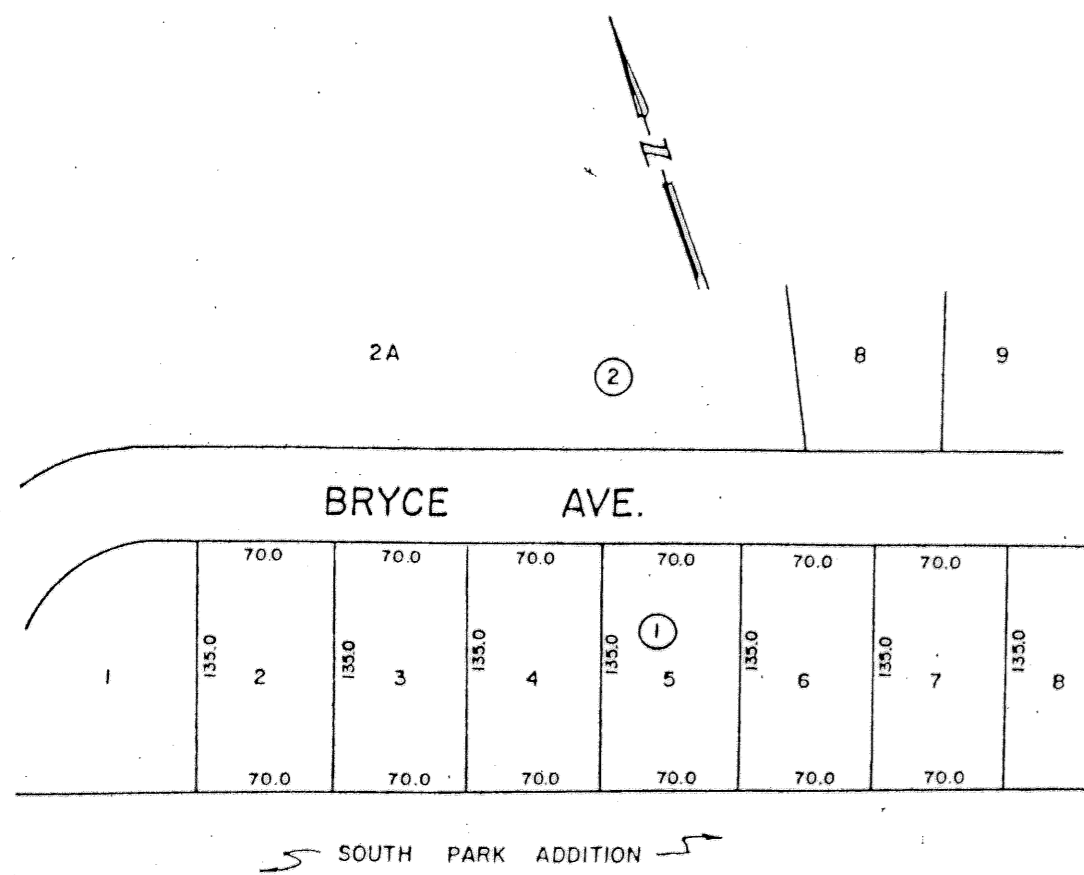 N
2A
2
8
9
BRYCE AVE.
70.0 70.0 70.0 70.0 70.0 70.0
1
135.0 135.0 135.0 135.0 135.0 135.0 135.0
1 2 3 4 5 6 7 8
70.0 70.0 70.0 70.0 70.0 70.0
SOUTH PARK ADDITION